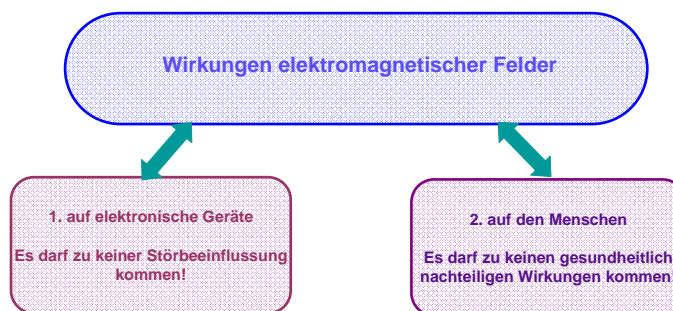 Wirkungen elektromagnetischer Felder
1. auf elektronische Geräte
Es darf zu keiner Störbeeinflussung
kommen!
2. auf den Menschen
Es darf zu keinen gesundheitlich
nachteiligen Wirkungen kommen!